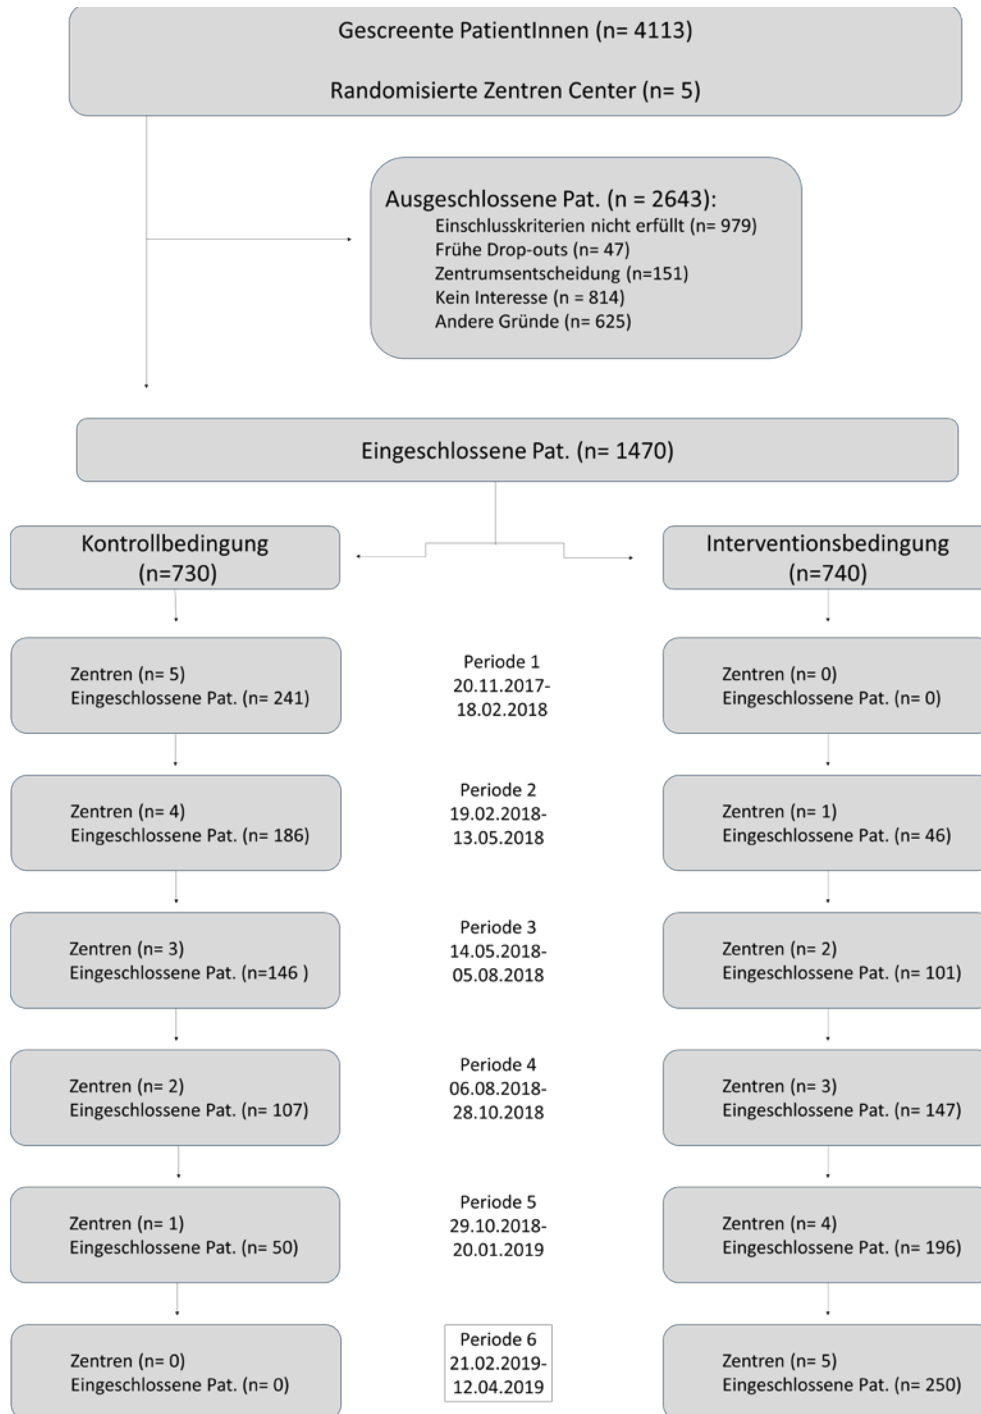 Gescreente PatientInnen (n= 4113)
Randomisierte Zentren Center (n= 5)
Ausgeschlossene Pat. (n = 2643):
Einschlusskriterien nicht erfüllt (n= 979)
Frühe Drop-outs (n= 47)
Zentrumsentscheidung (n=151)
Kein Interesse (n = 814)
Andere Gründe (n= 625)
Eingeschlossene Pat. (n= 1470)
Kontrollbedingung
(n=730)
Interventionsbedingung
(n=740)
Zentren (n= 5)
Eingeschlossene Pat. (n= 241)
Periode 1
20.11.2017-
18.02.2018
Zentren (n= 0)
Eingeschlossene Pat. (n= 0)
Zentren (n= 4)
Eingeschlossene Pat. (n= 186)
Periode 2
19.02.2018-
13.05.2018
Zentren (n= 1)
Eingeschlossene Pat. (n= 46)
Zentren (n= 3)
Eingeschlossene Pat. (n=146 )
Periode 3
14.05.2018-
05.08.2018
Zentren (n= 2)
Eingeschlossene Pat. (n= 101)
Zentren (n= 2)
Eingeschlossene Pat. (n= 107)
Periode 4
06.08.2018-
28.10.2018
Zentren (n= 3)
Eingeschlossene Pat. (n= 147)
Zentren (n= 1)
Eingeschlossene Pat. (n= 50)
Periode 5
29.10.2018-
20.01.2019
Zentren (n= 4)
Eingeschlossene Pat. (n= 196)
Zentren (n= 0)
Eingeschlossene Pat. (n= 0)
Periode 6
21.02.2019-
12.04.2019
Zentren (n= 5)
Eingeschlossene Pat. (n= 250)